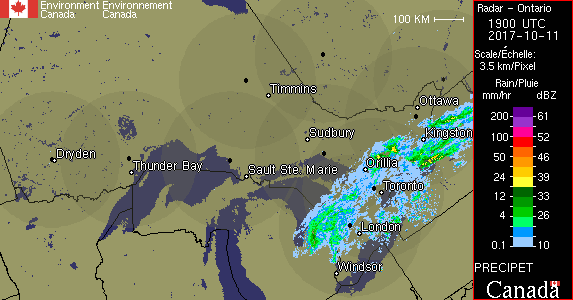 Environment Environnement
Canada Canada
100 KM
Timmins
Ottawa
Sudbury
Kingston
Dryden
Thunder Bay
Sault Ste. Marie
Orillia
Toronto
London
Windsor
Radar - Ontario
1900 UTC
2017-10-11
Scale/Échelle:
3.5 km/Pixel
Rain/Pluie
mm/hr dBZ
200 61
100 52
50 46
24 39
12 33
4 26
0.1 10
PRECIPET
Canada